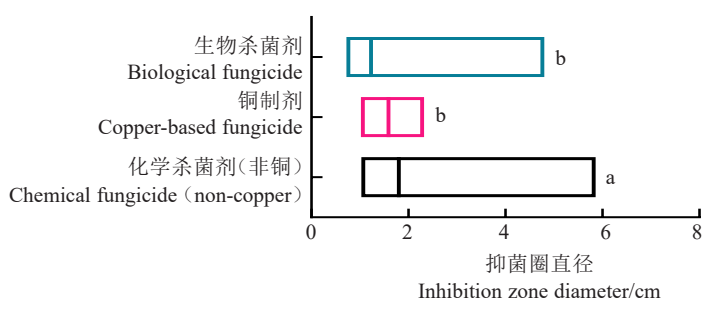 生物杀菌剂
Biological fungicide
b
铜制剂
Copper-based fungicide
b
化学杀菌剂（非铜）
Chemical fungicide（non-copper）
a
0 2 4 6 8
抑菌圈直径
Inhibition zone diameter/cm